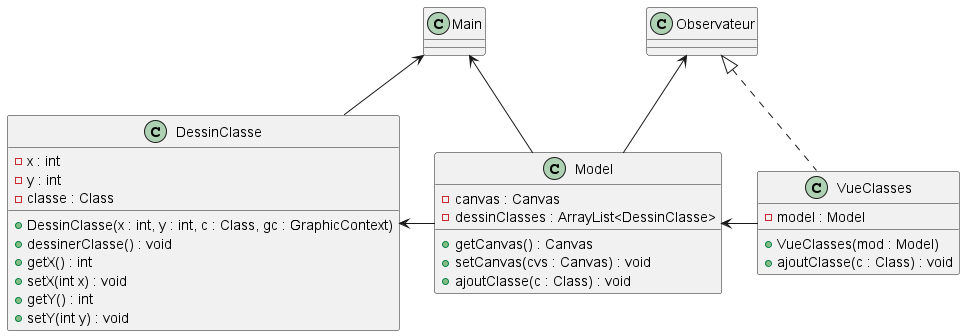 C Main
C Observateur
C DessinClasse
x : int
y : int
classe : Class
DessinClasse(x : int, y : int, c : Class, gc : GraphicContext)
dessinerClasse() : void
getX() : int
setX(int x) : void
getY() : int
setY(int y) : void
C Model
canvas : Canvas
dessinClasses : ArrayList<DessinClasse>
getCanvas() : Canvas
setCanvas(cvs : Canvas) : void
ajoutClasse(c : Class) : void
C VueClasses
model : Model
VueClasses(mod : Model)
ajoutClasse(c : Class) : void